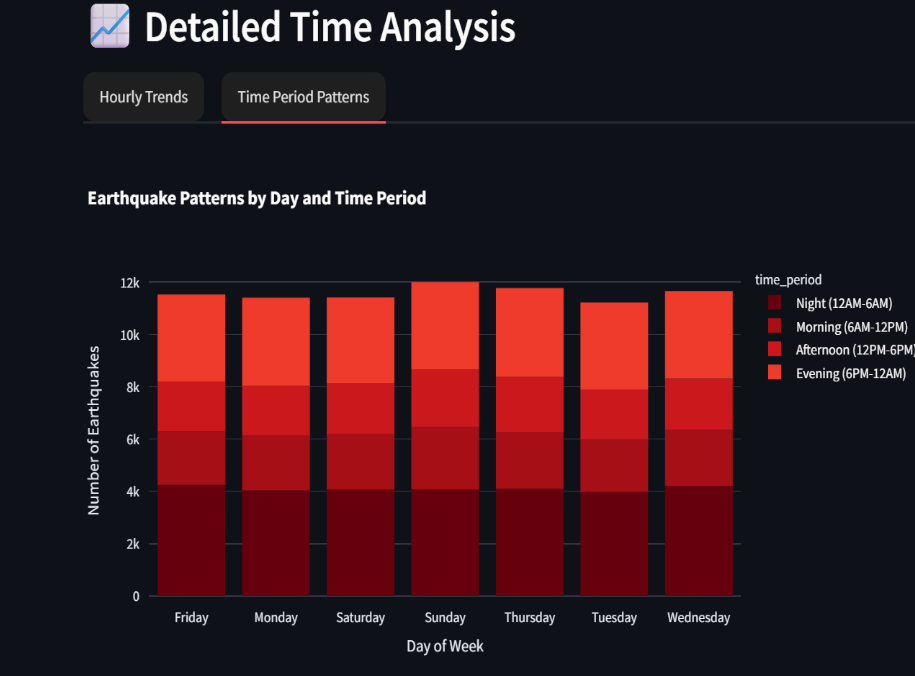 Detailed Time Analysis
Hourly Trends
Time Period Patterns
Earthquake Patterns by Day and Time Period
time_period
Night (12AM-6AM)
Morning (6AM-12PM)
Afternoon (12PM-6PM)
Evening (6PM-12AM)
Number of Earthquakes
12k
10k
8k
6k
4k
2k
0
Friday
Monday
Saturday
Sunday
Thursday
Tuesday
Wednesday
Day of Week